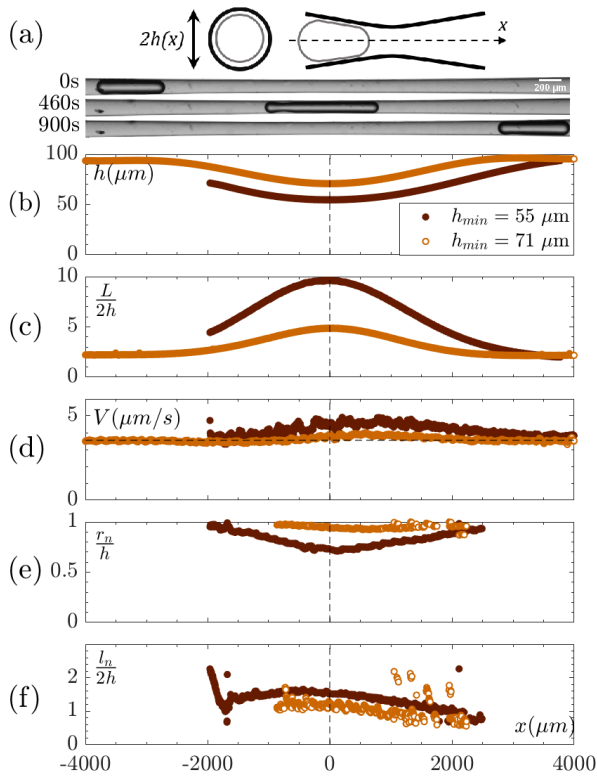 (a)
2h(x)
x
0s
460s
900s
200 μm
(b)
h(μm)
100
50
0
h_min = 55 μm
h_min = 71 μm
(c)
L/2h
10
5
0
(d)
V(μm/s)
5
0
(e)
r_n/h
1
0.5
0
(f)
l_n/2h
2
1
0
x(μm)
-4000 -2000 0 2000 4000